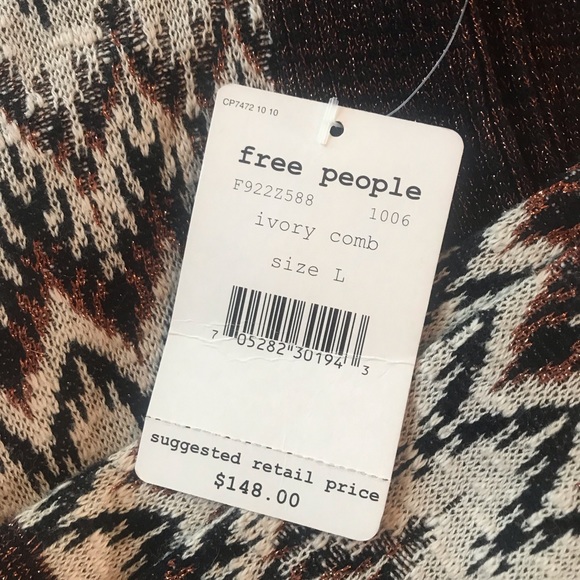 CP7472 10 10
free people
F922Z588 1006
ivory comb
size L
7 05282 30194 3
suggested retail price
$148.00